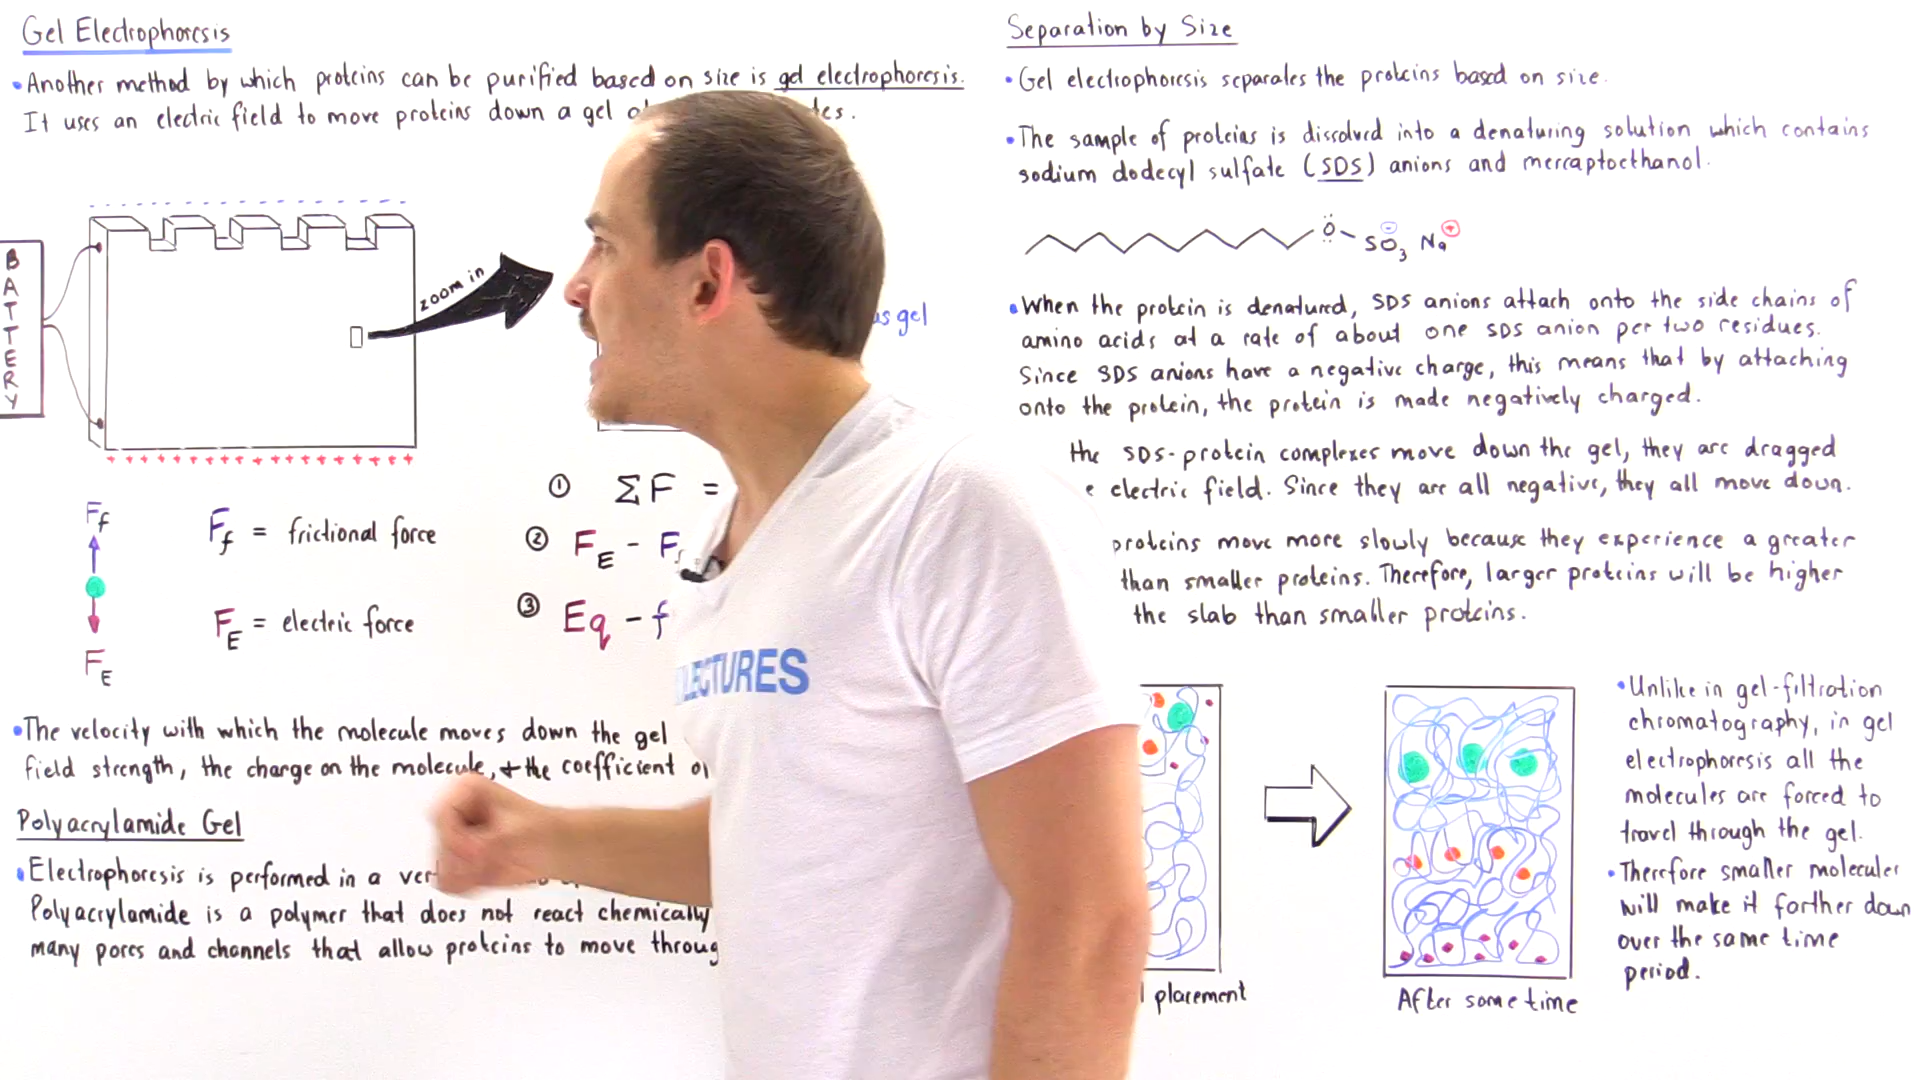 Gel Electrophoresis
•Another method by which proteins can be purified based on size is gel electrophoresis.
It uses an electric field to move proteins down a gel
BATTERY
zoom in
gel
Ff
FE
Ff = frictional force
FE = electric force
① ΣF =
② FE - F
③ Eq - f
•The velocity with which the molecule moves down the gel
field strength, the charge on the molecule, + the coefficient
Polyacrylamide Gel
•Electrophoresis is performed in a
Polyacrylamide is a polymer that does not react chemically
many pores and channels that allow proteins to move
LECTURES
Separation by Size
•Gel electrophoresis separates the proteins based on size.
•The sample of proteins is dissolved into a denaturing solution which contains
sodium dodecyl sulfate (SDS) anions and mercaptoethanol.
O - SO3 ⊖ Na ⊕
•When the protein is denatured, SDS anions attach onto the side chains of
amino acids at a rate of about one SDS anion per two residues.
Since SDS anions have a negative charge, this means that by attaching
onto the protein, the protein is made negatively charged.
the SDS-protein complexes move down the gel, they are dragged
electric field. Since they are all negative, they all move down.
proteins move more slowly because they experience a greater
than smaller proteins. Therefore, larger proteins will be higher
the slab than smaller proteins.
placement
After some time
•Unlike in gel-filtration
chromatography, in gel
electrophoresis all the
molecules are forced to
travel through the gel.
•Therefore smaller molecules
will make it farther down
over the same time
period.